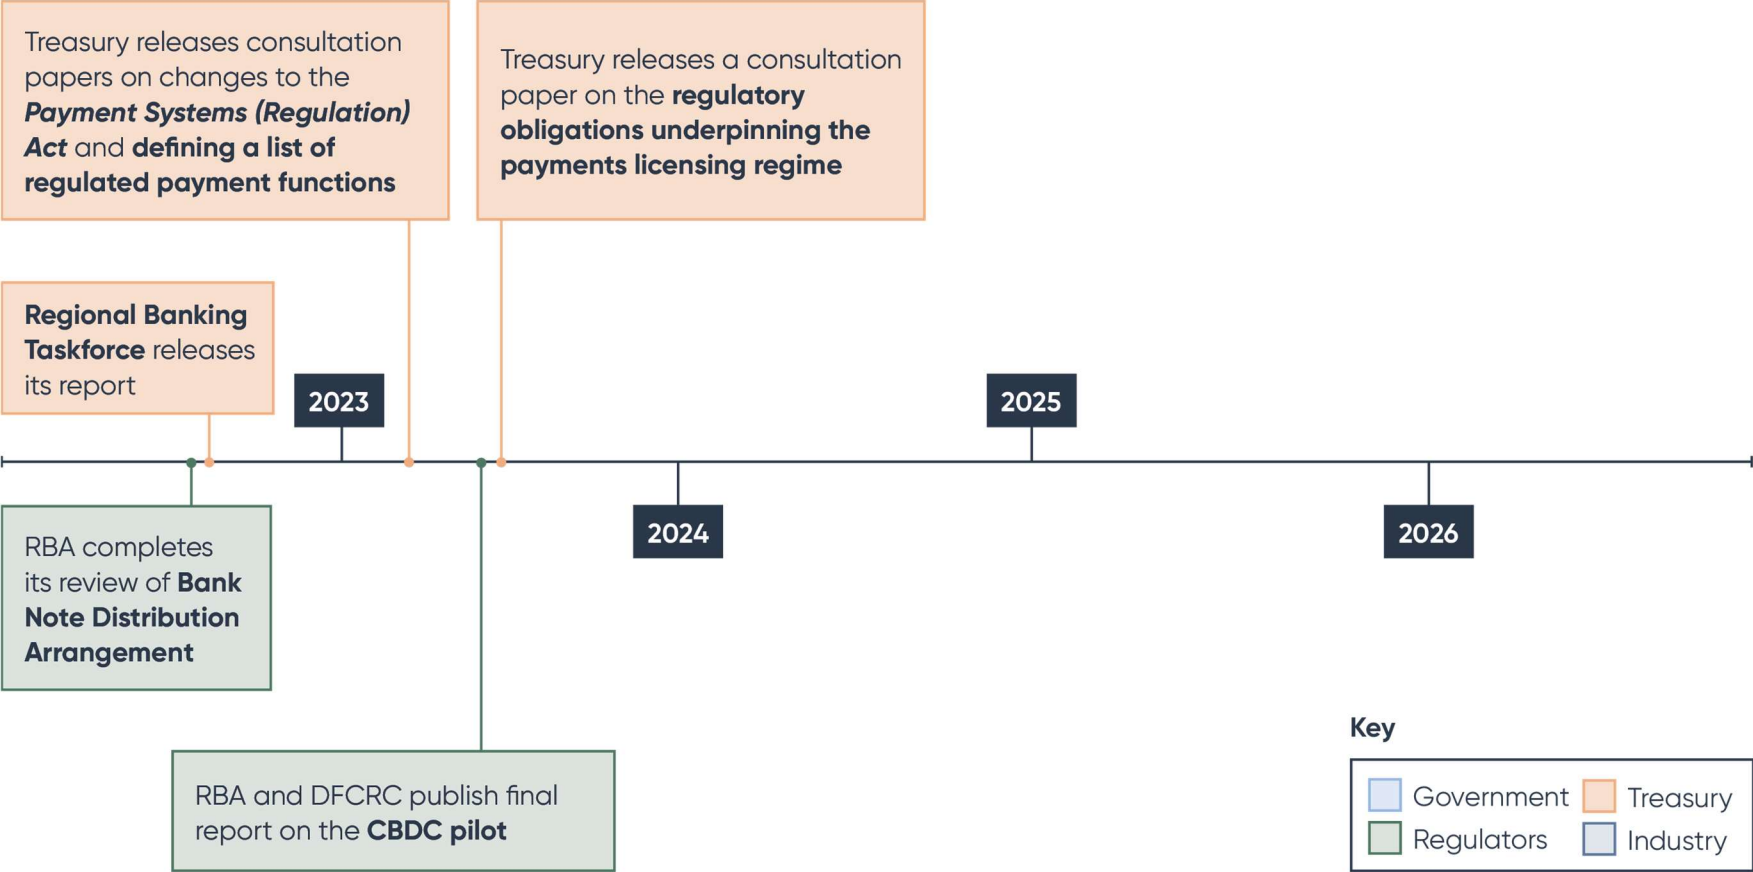 Treasury releases consultation
papers on changes to the
Payment Systems (Regulation)
Act and defining a list of
regulated payment functions
Treasury releases a consultation
paper on the regulatory
obligations underpinning the
payments licensing regime
Regional Banking
Taskforce releases
its report
2023
2025
2024
2026
RBA completes
its review of Bank
Note Distribution
Arrangement
RBA and DFCRC publish final
report on the CBDC pilot
Key
Government
Treasury
Regulators
Industry